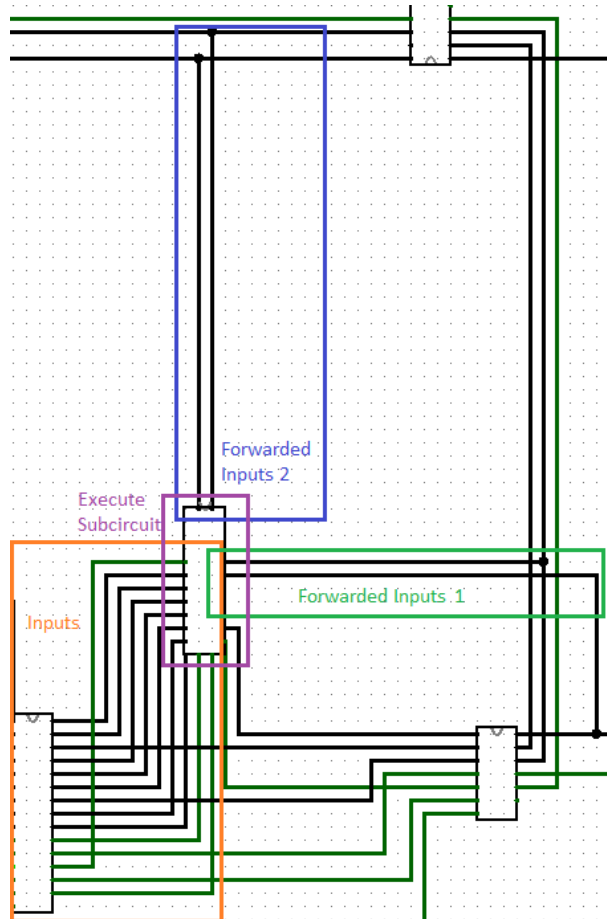 Forwarded
Inputs 2
Execute
Subcircuit
Forwarded Inputs 1
Inputs